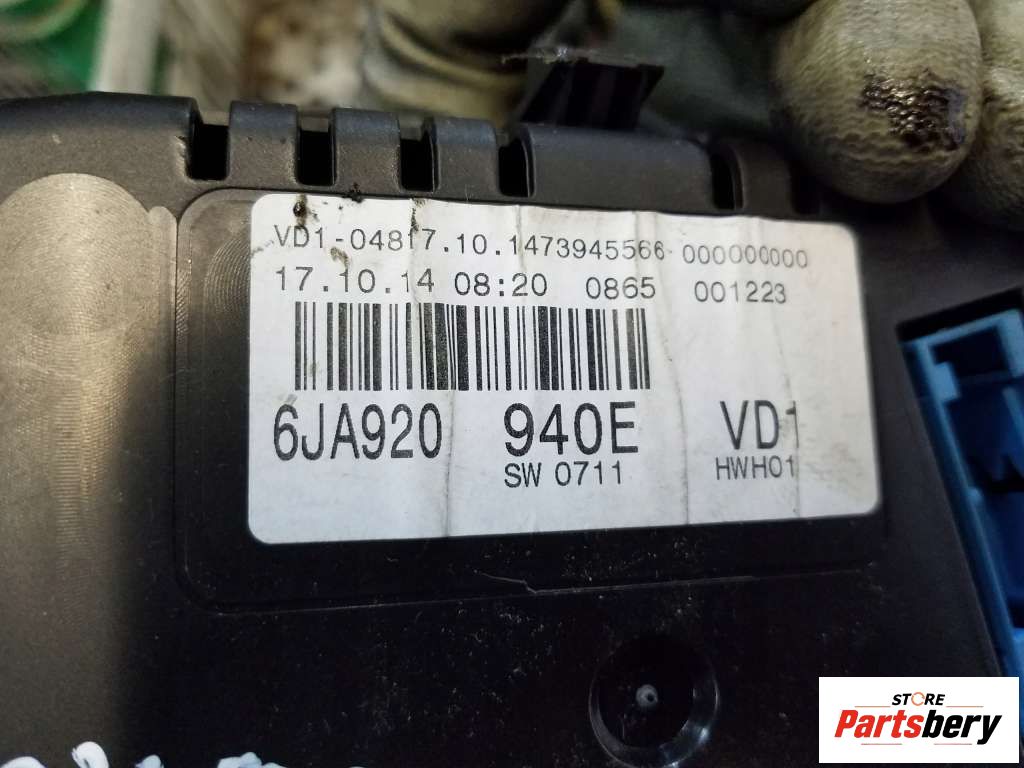 VD1-04817.10.1473945566-000000000
17.10.14 08:20 0865 001223
6JA920 940E VD1
SW 0711 HWH01
STORE
Partsbery